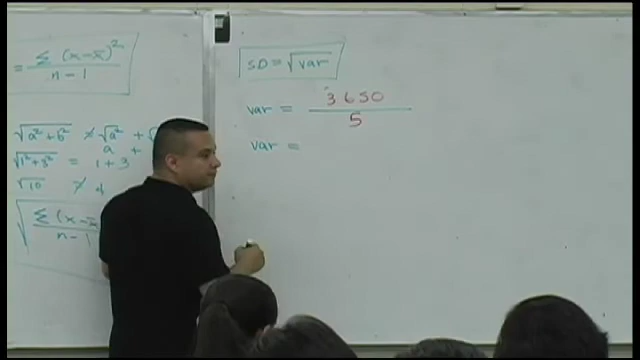 = Σ (x-x̄)² / n-1
√a²+b² ≠ √a² + √
a +
√1²+3² = 1+3
√10 ≠ 4
√ Σ (x-x̄ / n-1
SD = √var
var = 3650 / 5
var =